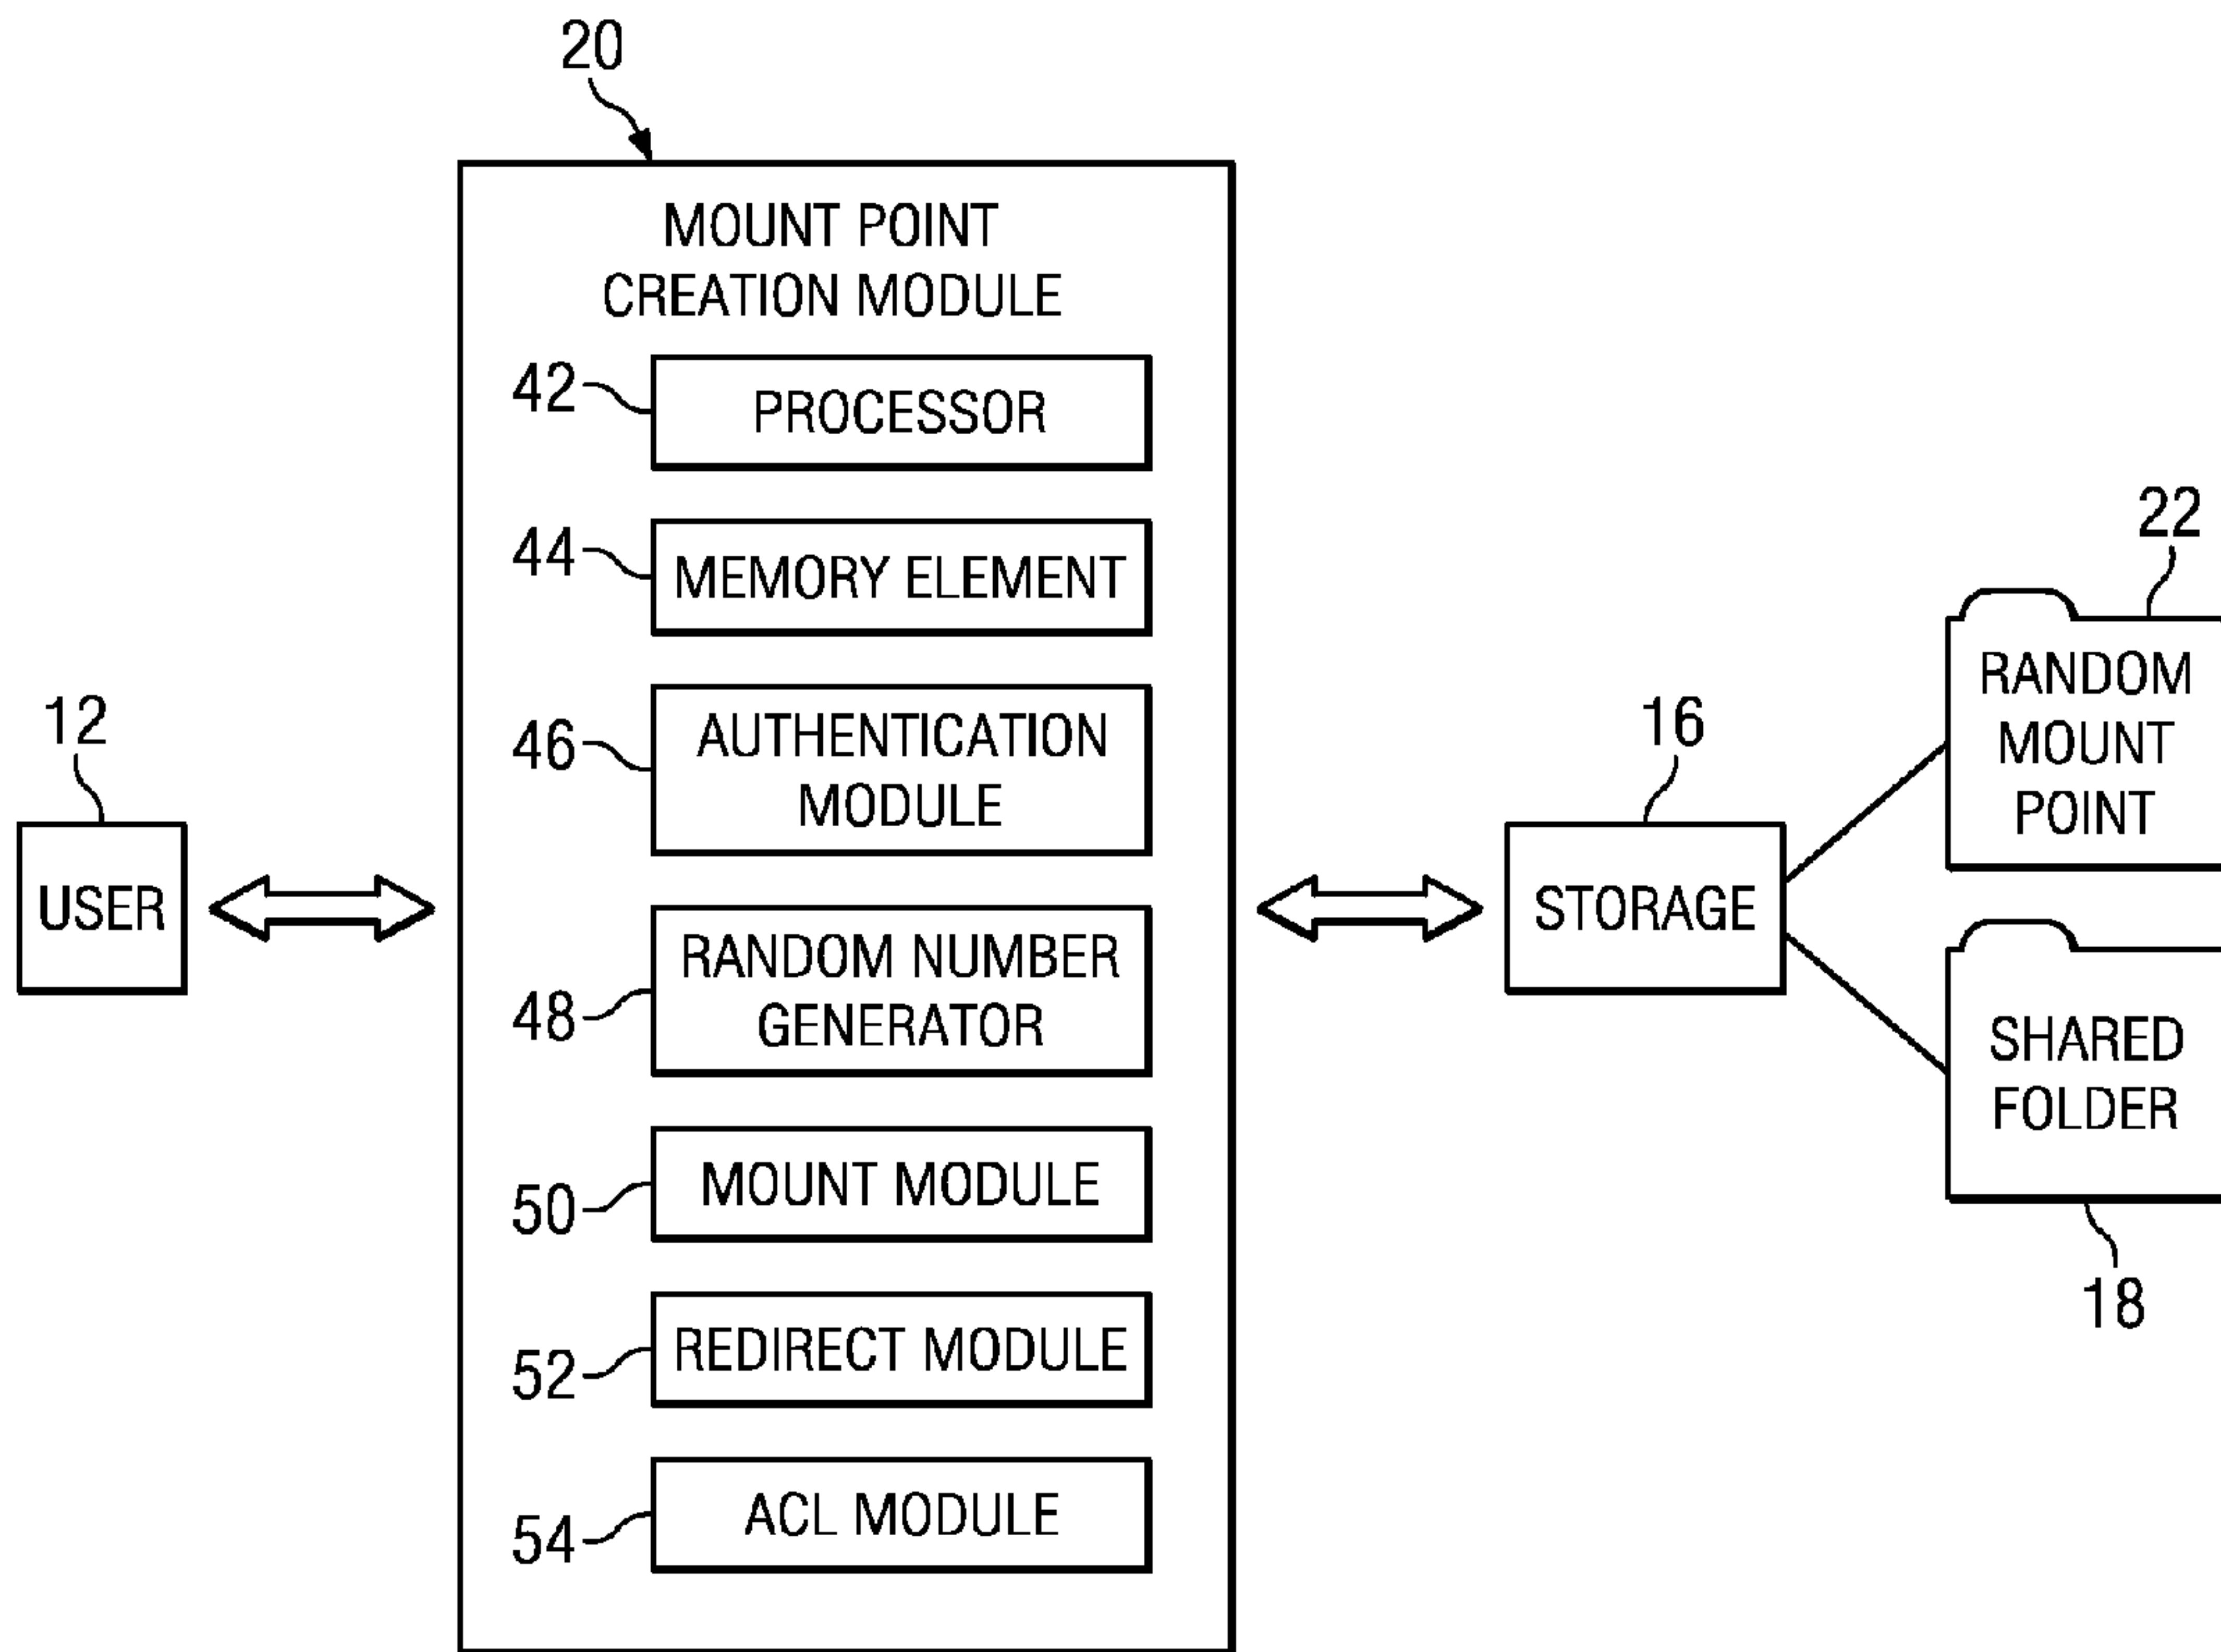 20
MOUNT POINT
CREATION MODULE
42
PROCESSOR
44
MEMORY ELEMENT
46
AUTHENTICATION
MODULE
48
RANDOM NUMBER
GENERATOR
50
MOUNT MODULE
52
REDIRECT MODULE
54
ACL MODULE
12
USER
16
STORAGE
22
RANDOM
MOUNT
POINT
SHARED
FOLDER
18